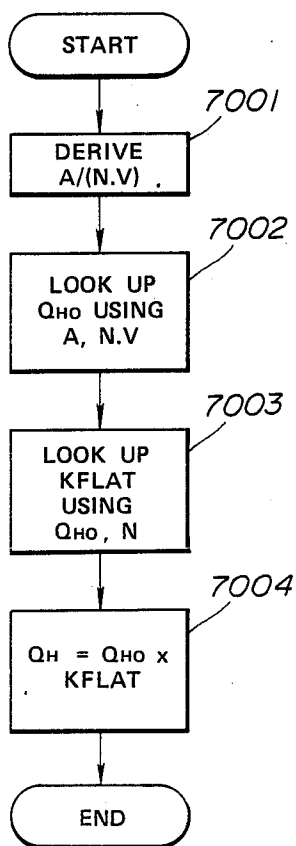 START
7001
DERIVE
A/(N.V)
7002
LOOK UP
QHO USING
A, N.V
7003
LOOK UP
KFLAT
USING
QHO, N
7004
QH = QHO x
KFLAT
END